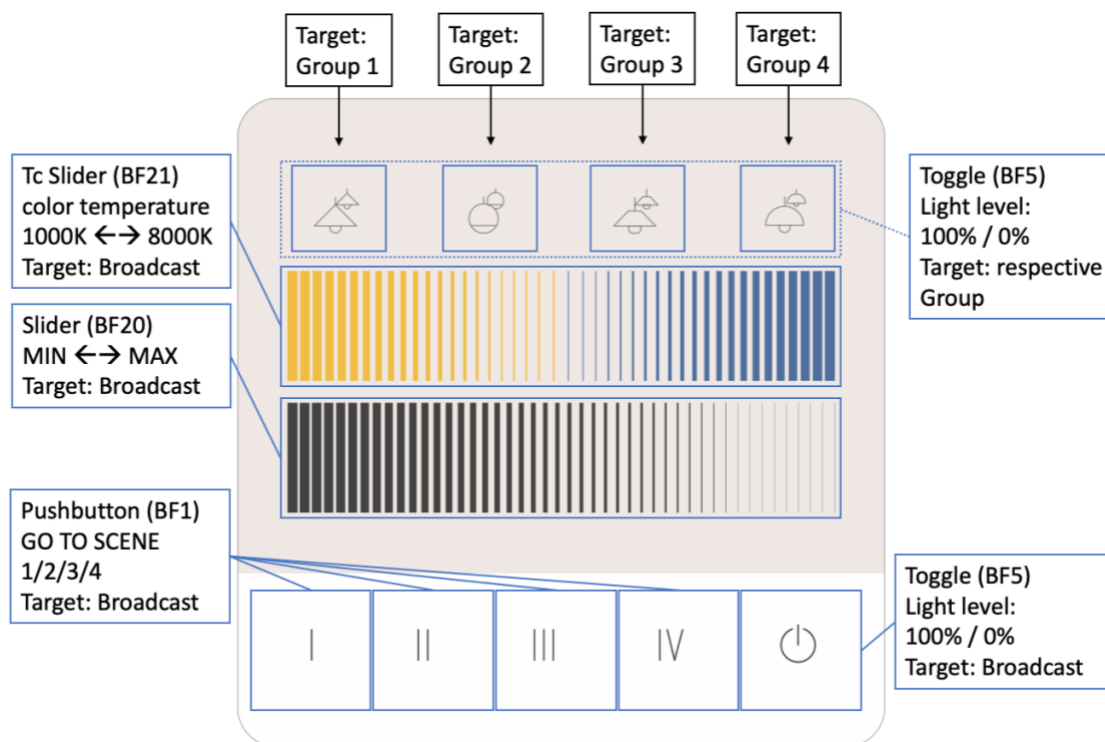 Target:
Group 1
Target:
Group 2
Target:
Group 3
Target:
Group 4
Tc Slider (BF21)
color temperature
1000K ←→ 8000K
Target: Broadcast
Toggle (BF5)
Light level:
100% / 0%
Target: respective
Group
Slider (BF20)
MIN ←→ MAX
Target: Broadcast
Pushbutton (BF1)
GO TO SCENE
1/2/3/4
Target: Broadcast
Toggle (BF5)
Light level:
100% / 0%
Target: Broadcast
I
II
III
IV